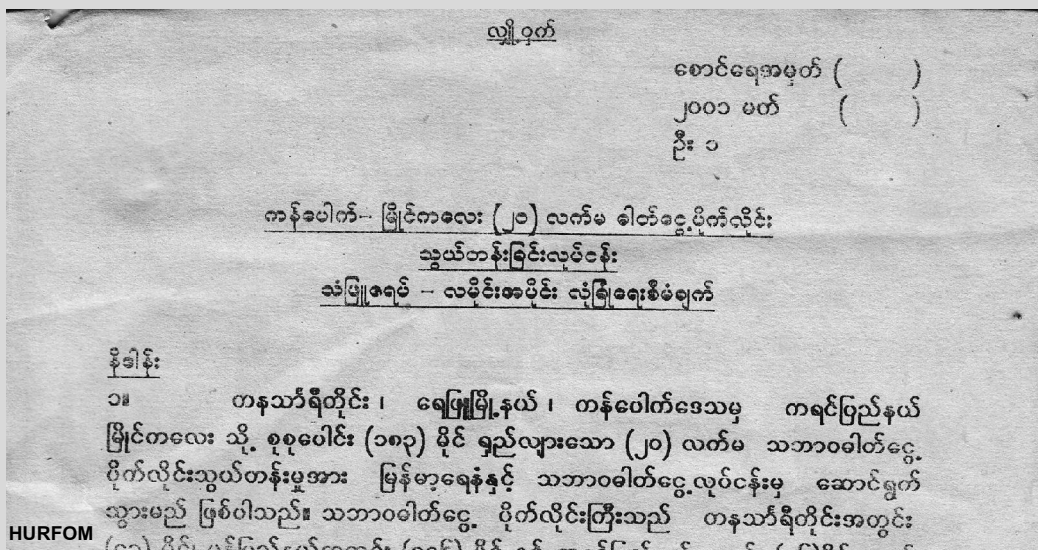 လျှို့ဝှက်
စောင်ရေအမှတ် (      )
၂၀၀၁ မတ် (      )
ဦး ၁
ကန်ပေါက်– မြိုင်ကလေး (၂၀) လက်မ ဓါတ်ငွေ့ပိုက်လိုင်း
သွယ်တန်းခြင်းလုပ်ငန်း
သံဖြူဇရပ် – လမိုင်းအပိုင်း လုံခြုံရေးစီမံချက်
နိဒါန်း
၁။ တနင်္သာရီတိုင်း၊ ရေဖြူမြို့နယ်၊ ကန်ပေါက်ဒေသမှ ကရင်ပြည်နယ်
မြိုင်ကလေး သို့ စုစုပေါင်း (၁၈၃) မိုင် ရှည်လျားသော (၂၀) လက်မ သဘာဝဓါတ်ငွေ့
ပိုက်လိုင်းသွယ်တန်းမှုအား မြန်မာ့ရေနံနှင့် သဘာဝဓါတ်ငွေ့လုပ်ငန်းမှ ဆောင်ရွက်
သွားမည် ဖြစ်ပါသည်။ သဘာဝဓါတ်ငွေ့ ပိုက်လိုင်းကြီးသည် တနင်္သာရီတိုင်းအတွင်း
HURFOM